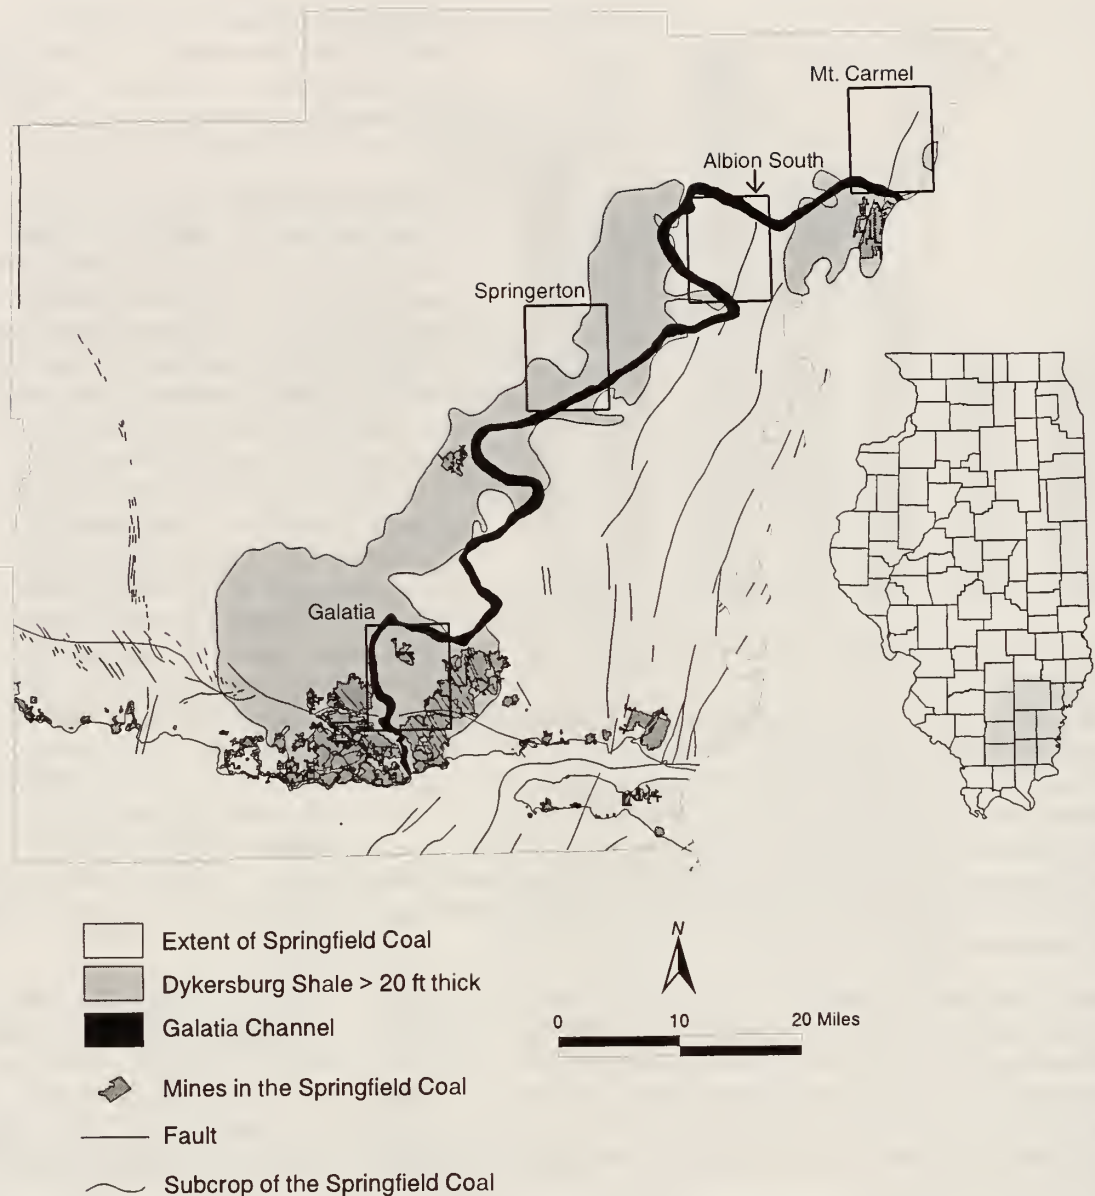 Mt. Carmel
Albion South
Springerton
Galatia
Extent of Springfield Coal
Dykersburg Shale > 20 ft thick
Galatia Channel
Mines in the Springfield Coal
Fault
Subcrop of the Springfield Coal
N
0 10 20 Miles